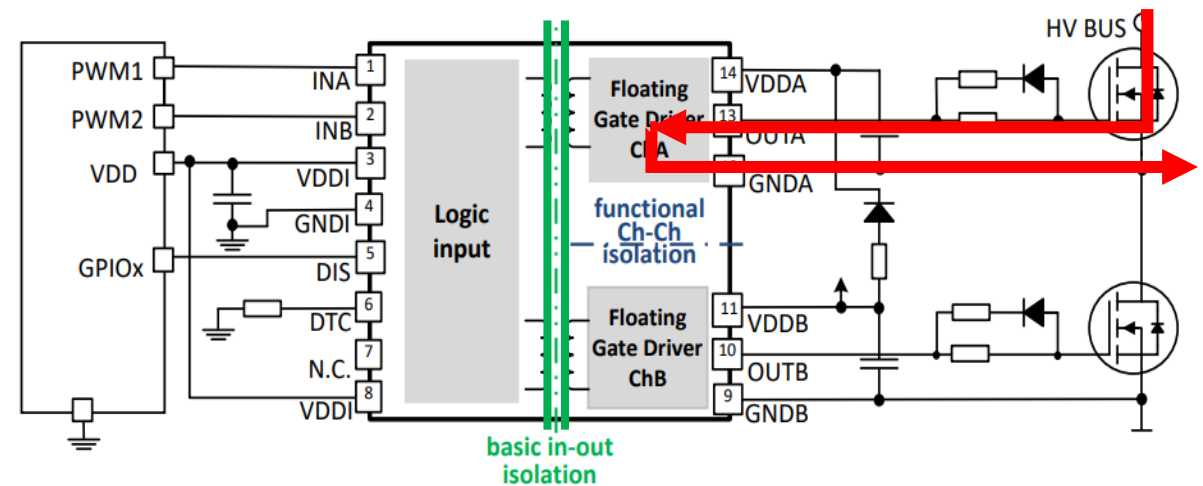 HV BUS
PWM1
PWM2
VDD
GPIOx
1
INA
2
INB
3
VDDI
4
GNDI
5
DIS
6
DTC
7
N.C.
8
VDDI
Logic
input
Floating
Gate Driver
ChA
functional
Ch-Ch
isolation
Floating
Gate Driver
ChB
14
VDDA
13
OUTA
GNDA
11
VDDB
10
OUTB
9
GNDB
basic in-out
isolation